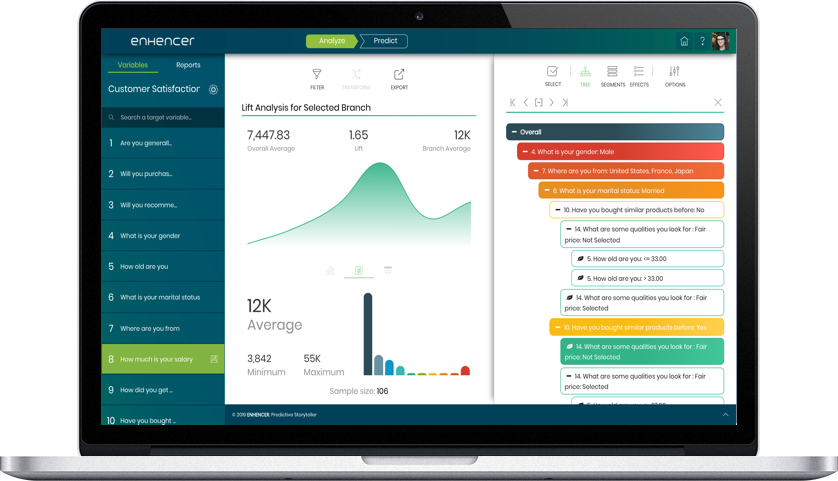 enhencer
Analyze
Predict
?
Variables
Reports
Customer Satisfaction
Search a target variable...
1 Are you generall...
2 Will you purchas...
3 Will you recomme...
4 What is your gender
5 How old are you
6 What is your marital status
7 Where are you from
8 How much is your salary
9 How did you get ...
10 Have you bought ...
FILTER
TRANSFORM
EXPORT
Lift Analysis for Selected Branch
7,447.83
Overall Average
1.65
Lift
12K
Branch Average
12K
Average
3,842
Minimum
55K
Maximum
Sample size: 106
SELECT
TREE
SEGMENTS
EFFECTS
OPTIONS
Overall
4. What is your gender: Male
7. Where are you from: United States, France, Japan
6. What is your marital status: Married
10. Have you bought similar products before: No
14. What are some qualities you look for : Fair
price: Not Selected
5. How old are you: <= 33.00
5. How old are you: > 33.00
14. What are some qualities you look for : Fair
price: Selected
10. Have you bought similar products before: Yes
14. What are some qualities you look for : Fair
price: Not Selected
14. What are some qualities you look for : Fair
price: Selected
© 2019 ENHENCER. Predictive Storyteller